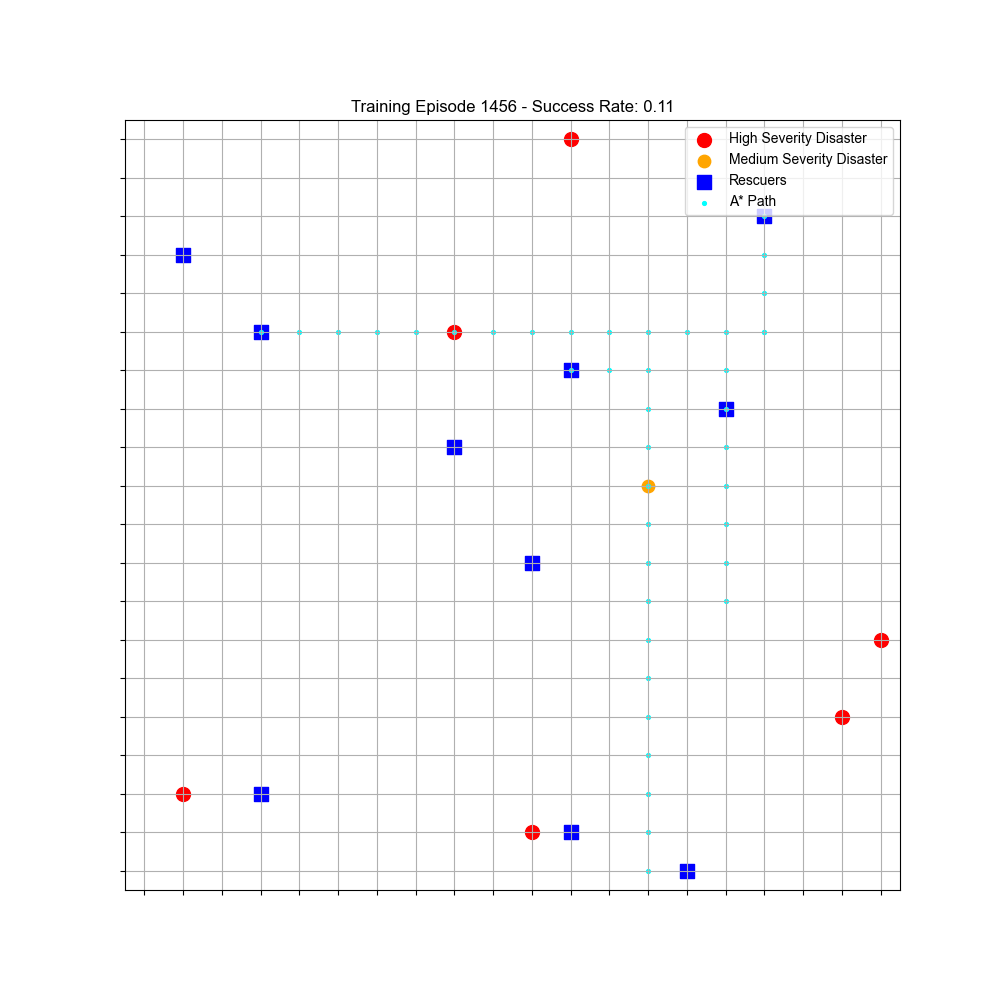 Training Episode 1456 - Success Rate: 0.11
High Severity Disaster
Medium Severity Disaster
Rescuers
A* Path